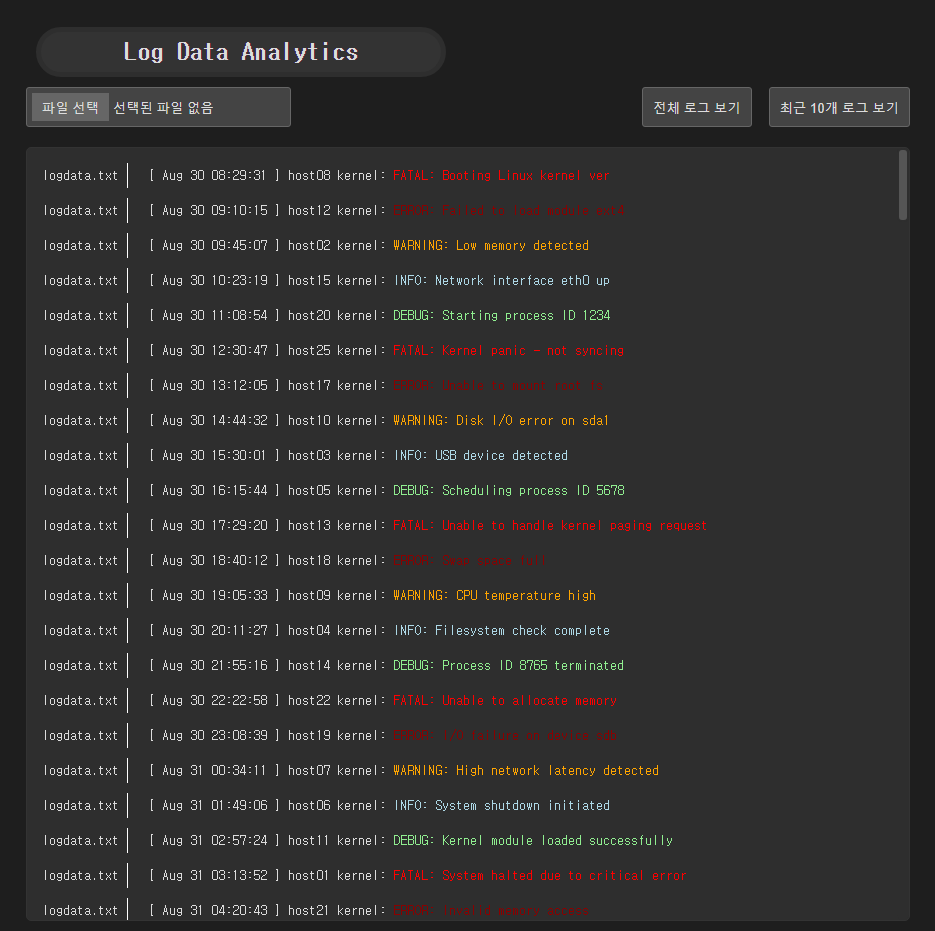 Log Data Analytics
파일 선택 선택된 파일 없음
전체 로그 보기
최근 10개 로그 보기
logdata.txt [ Aug 30 08:29:31 ] host08 kernel: FATAL: Booting Linux kernel ver
logdata.txt [ Aug 30 09:10:15 ] host12 kernel: ERROR:
logdata.txt [ Aug 30 09:45:07 ] host02 kernel: WARNING: Low memory detected
logdata.txt [ Aug 30 10:23:19 ] host15 kernel: INFO: Network interface eth0 up
logdata.txt [ Aug 30 11:08:54 ] host20 kernel: DEBUG: Starting process ID 1234
logdata.txt [ Aug 30 12:30:47 ] host25 kernel: FATAL: Kernel panic - not syncing
logdata.txt [ Aug 30 13:12:05 ] host17 kernel: ERROR:
logdata.txt [ Aug 30 14:44:32 ] host10 kernel: WARNING: Disk I/O error on sda1
logdata.txt [ Aug 30 15:30:01 ] host03 kernel: INFO: USB device detected
logdata.txt [ Aug 30 16:15:44 ] host05 kernel: DEBUG: Scheduling process ID 5678
logdata.txt [ Aug 30 17:29:20 ] host13 kernel: FATAL: Unable to handle kernel paging request
logdata.txt [ Aug 30 18:40:12 ] host18 kernel: ERROR:
logdata.txt [ Aug 30 19:05:33 ] host09 kernel: WARNING: CPU temperature high
logdata.txt [ Aug 30 20:11:27 ] host04 kernel: INFO: Filesystem check complete
logdata.txt [ Aug 30 21:55:16 ] host14 kernel: DEBUG: Process ID 8765 terminated
logdata.txt [ Aug 30 22:22:58 ] host22 kernel: FATAL: Unable to allocate memory
logdata.txt [ Aug 30 23:08:39 ] host19 kernel: ERROR:
logdata.txt [ Aug 31 00:34:11 ] host07 kernel: WARNING: High network latency detected
logdata.txt [ Aug 31 01:49:06 ] host06 kernel: INFO: System shutdown initiated
logdata.txt [ Aug 31 02:57:24 ] host11 kernel: DEBUG: Kernel module loaded successfully
logdata.txt [ Aug 31 03:13:52 ] host01 kernel: FATAL: System halted due to critical error
logdata.txt [ Aug 31 04:20:43 ] host21 kernel: ERROR: